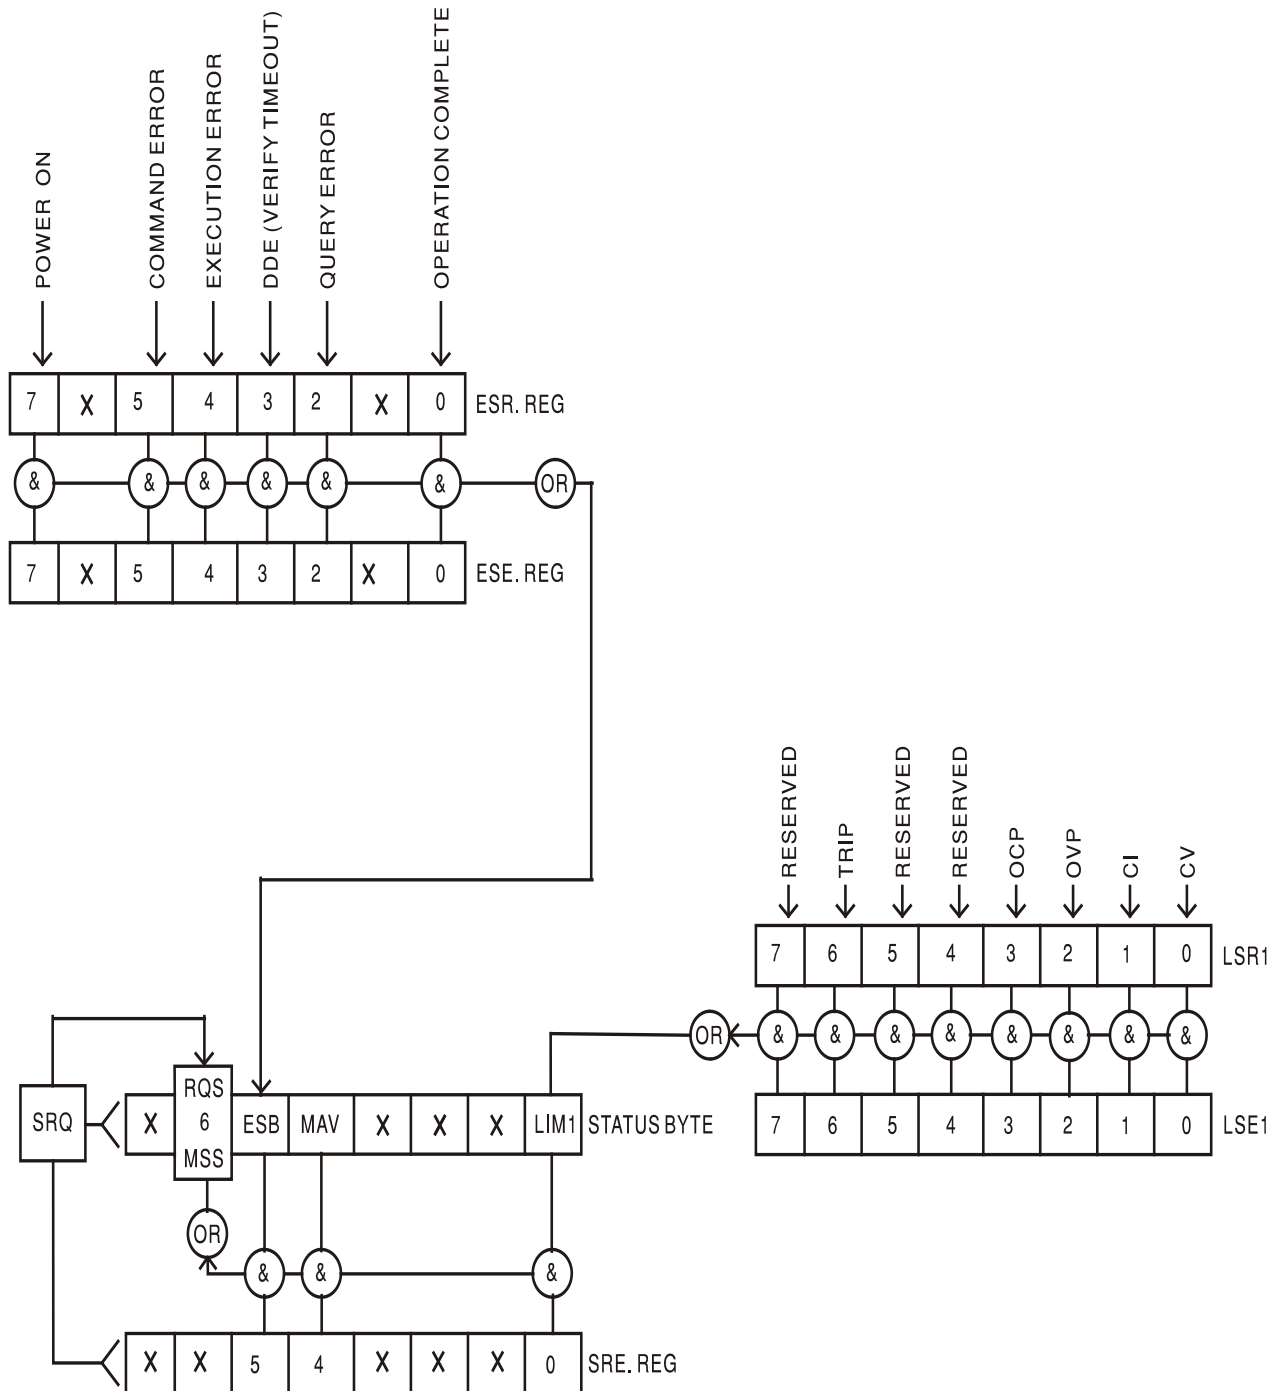 POWER ON
COMMAND ERROR
EXECUTION ERROR
DDE (VERIFY TIMEOUT)
QUERY ERROR
OPERATION COMPLETE
7 X 5 4 3 2 X 0 ESR. REG
& & & & & & OR
7 X 5 4 3 2 X 0 ESE. REG
RESERVED
TRIP
RESERVED
RESERVED
OCP
OVP
CI
CV
7 6 5 4 3 2 1 0 LSR1
OR & & & & & & & &
7 6 5 4 3 2 1 0 LSE1
SRQ
X RQS 6 MSS ESB MAV X X X LIM1 STATUS BYTE
OR
& & &
X X 5 4 X X X 0 SRE. REG